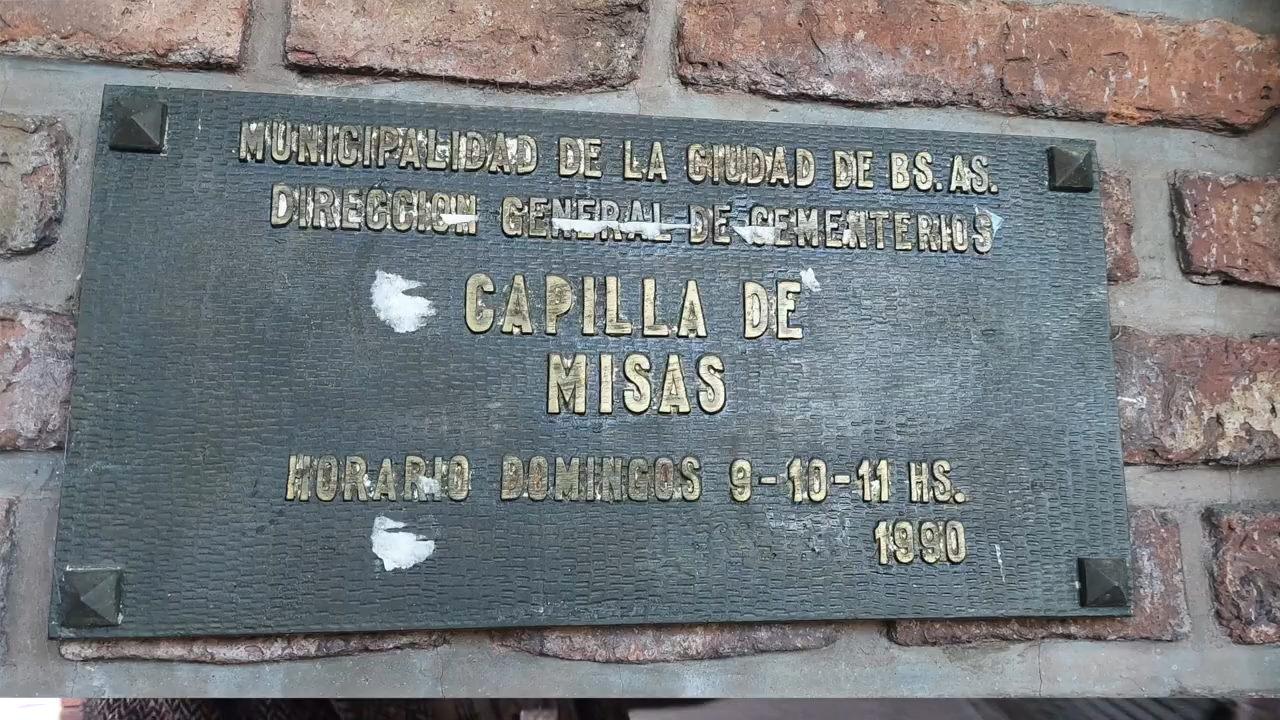 MUNICIPALIDAD DE LA CIUDAD DE BS. AS.
DIRECCION GENERAL DE CEMENTERIOS
CAPILLA DE
MISAS
HORARIO DOMINGOS 9-10-11 HS.
1990